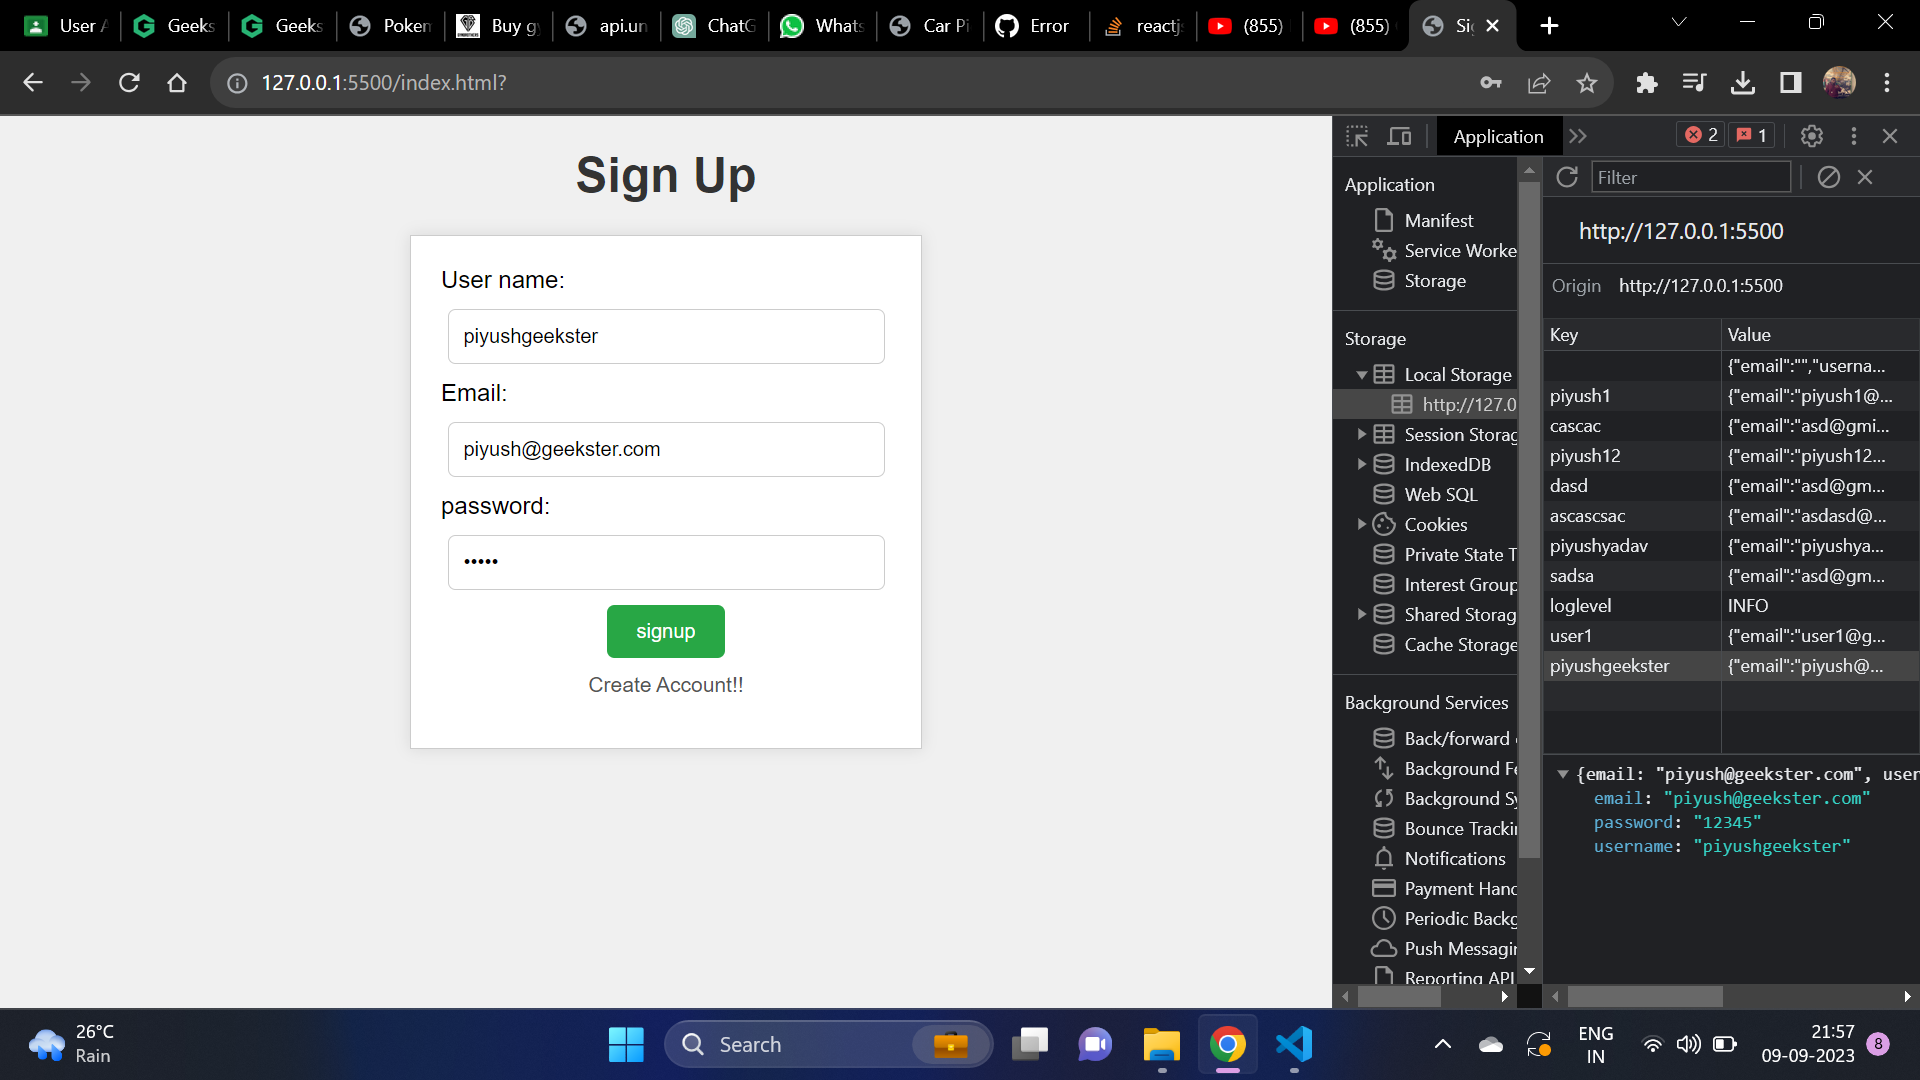 User A
Geeks
Geeks
Poken
Buy gy
api.un
ChatG
Whats
Car Pi
Error
reactjs
(855)
(855)
Sig
127.0.0.1:5500/index.html?
Sign Up
User name:
piyushgeekster
Email:
piyush@geekster.com
password:
•••••
signup
Create Account!!
Application
2
1
Application
Manifest
Service Worke
Storage
Storage
Local Storage
http://127.0
Session Storag
IndexedDB
Web SQL
Cookies
Private State T
Interest Group
Shared Storag
Cache Storage
Background Services
Back/forward
Background Fe
Background Sy
Bounce Trackin
Notifications
Payment Hand
Periodic Backg
Push Messagin
Reporting API
Filter
http://127.0.0.1:5500
Origin http://127.0.0.1:5500
Key Value
{"email":"","userna...
piyush1 {"email":"piyush1@...
cascac {"email":"asd@gmi...
piyush12 {"email":"piyush12...
dasd {"email":"asd@gm...
ascascsac {"email":"asdasd@...
piyushyadav {"email":"piyushya...
sadsa {"email":"asd@gm...
loglevel INFO
user1 {"email":"user1@g...
piyushgeekster {"email":"piyush@...
{email: "piyush@geekster.com", user
email: "piyush@geekster.com"
password: "12345"
username: "piyushgeekster"
26°C
Rain
Search
ENG
IN
21:57
09-09-2023
8